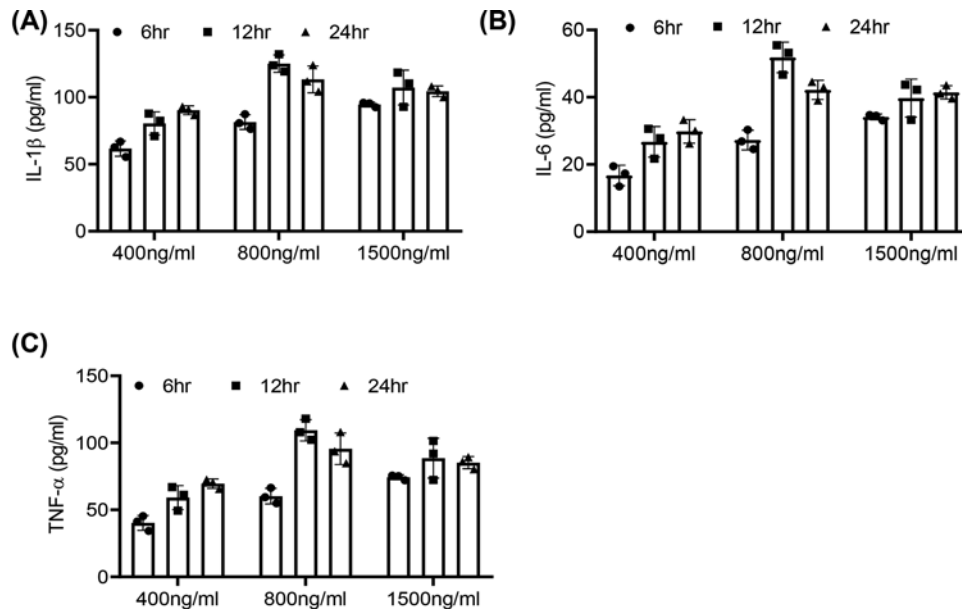 (A)
6hr 12hr 24hr
IL-1β (pg/ml)
150
100
50
0
400ng/ml 800ng/ml 1500ng/ml
(B)
6hr 12hr 24hr
IL-6 (pg/ml)
60
40
20
0
400ng/ml 800ng/ml 1500ng/ml
(C)
6hr 12hr 24hr
TNF-α (pg/ml)
150
100
50
0
400ng/ml 800ng/ml 1500ng/ml